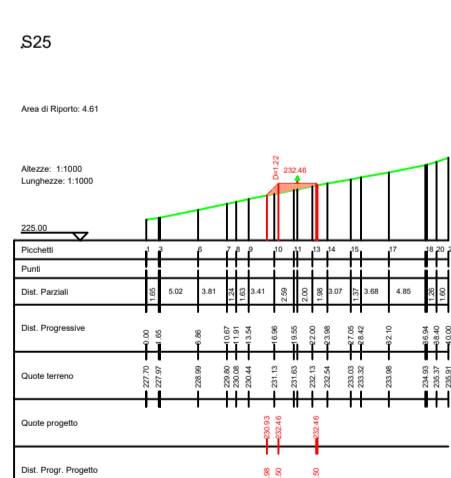 S25
Area di Riporto: 4.61
D=1.22
232.46
Altezze: 1:1000
Lunghezze: 1:1000
225.00
Picchetti 1 3 6 7 8 9 10 11 13 14 15 17 18 20
Punti
Dist. Parziali 1.65 5.02 3.81 1.24 1.63 3.41 2.59 2.00 1.98 3.07 1.37 3.68 4.85 1.26 1.60
Dist. Progressive 0.00 1.65 6.86 10.67 11.91 13.54 16.96 19.55 22.00 23.98 27.05 28.42 32.10 36.94 38.40 40.00
Quote terreno 227.70 227.97 228.99 229.80 230.08 230.44 231.13 231.63 232.13 232.54 233.03 233.32 233.98 234.93 235.37 235.91
Quote progetto 230.93 232.46 232.46
Dist. Progr. Progetto .98 .50 .50